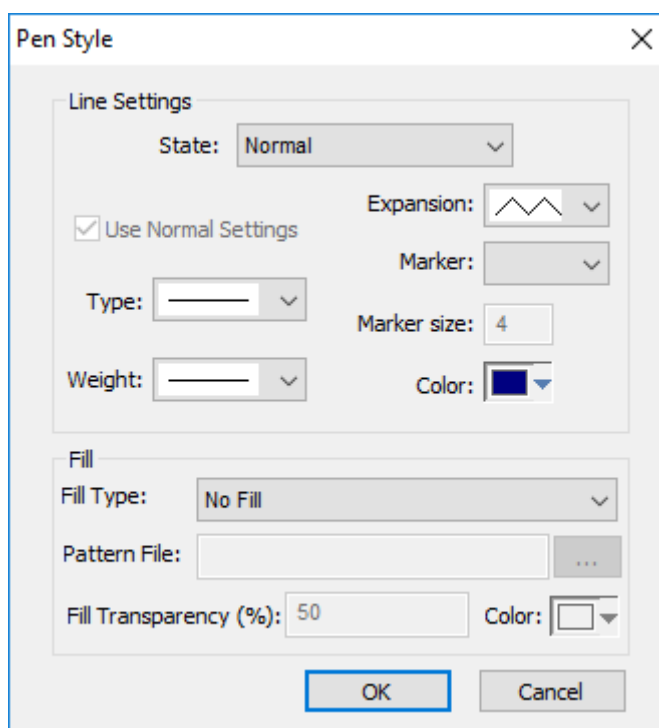 Pen Style
Line Settings
State: Normal
Expansion:
Use Normal Settings
Marker:
Type:
Marker size: 4
Weight:
Color:
Fill
Fill Type: No Fill
Pattern File: ...
Fill Transparency (%): 50 Color:
OK Cancel